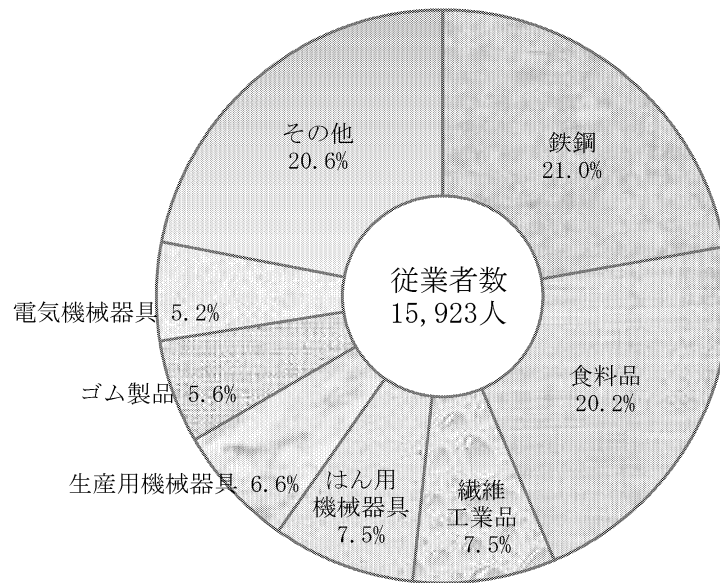 その他
20.6%
鉄鋼
21.0%
従業者数
15,923人
電気機械器具 5.2%
ゴム製品 5.6%
食料品
20.2%
生産用機械器具 6.6%
はん用
機械器具
7.5%
繊維
工業品
7.5%